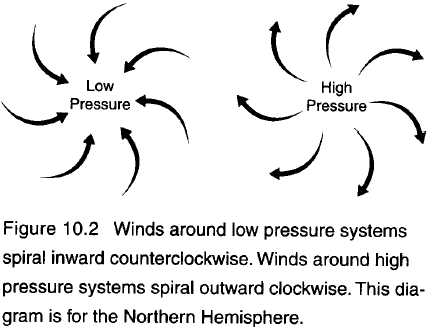 Low
Pressure
High
Pressure
Figure 10.2 Winds around low pressure systems
spiral inward counterclockwise. Winds around high
pressure systems spiral outward clockwise. This dia-
gram is for the Northern Hemisphere.